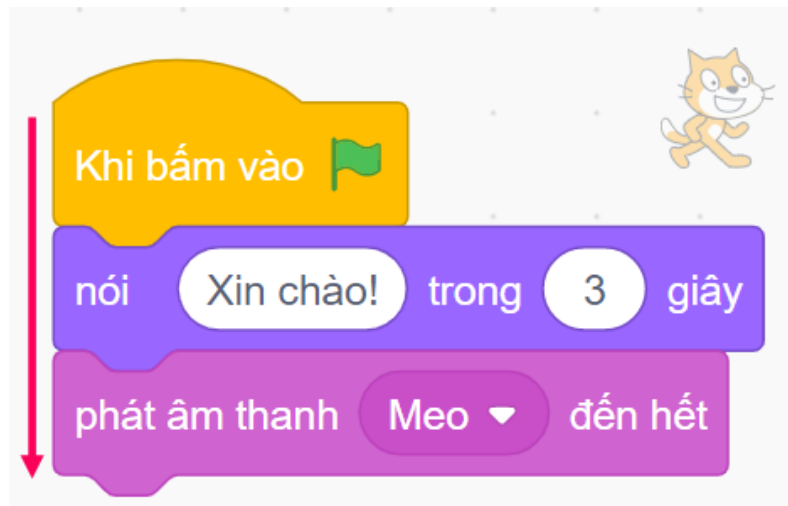 Khi bấm vào
nói Xin chào! trong 3 giây
phát âm thanh Meo đến hết